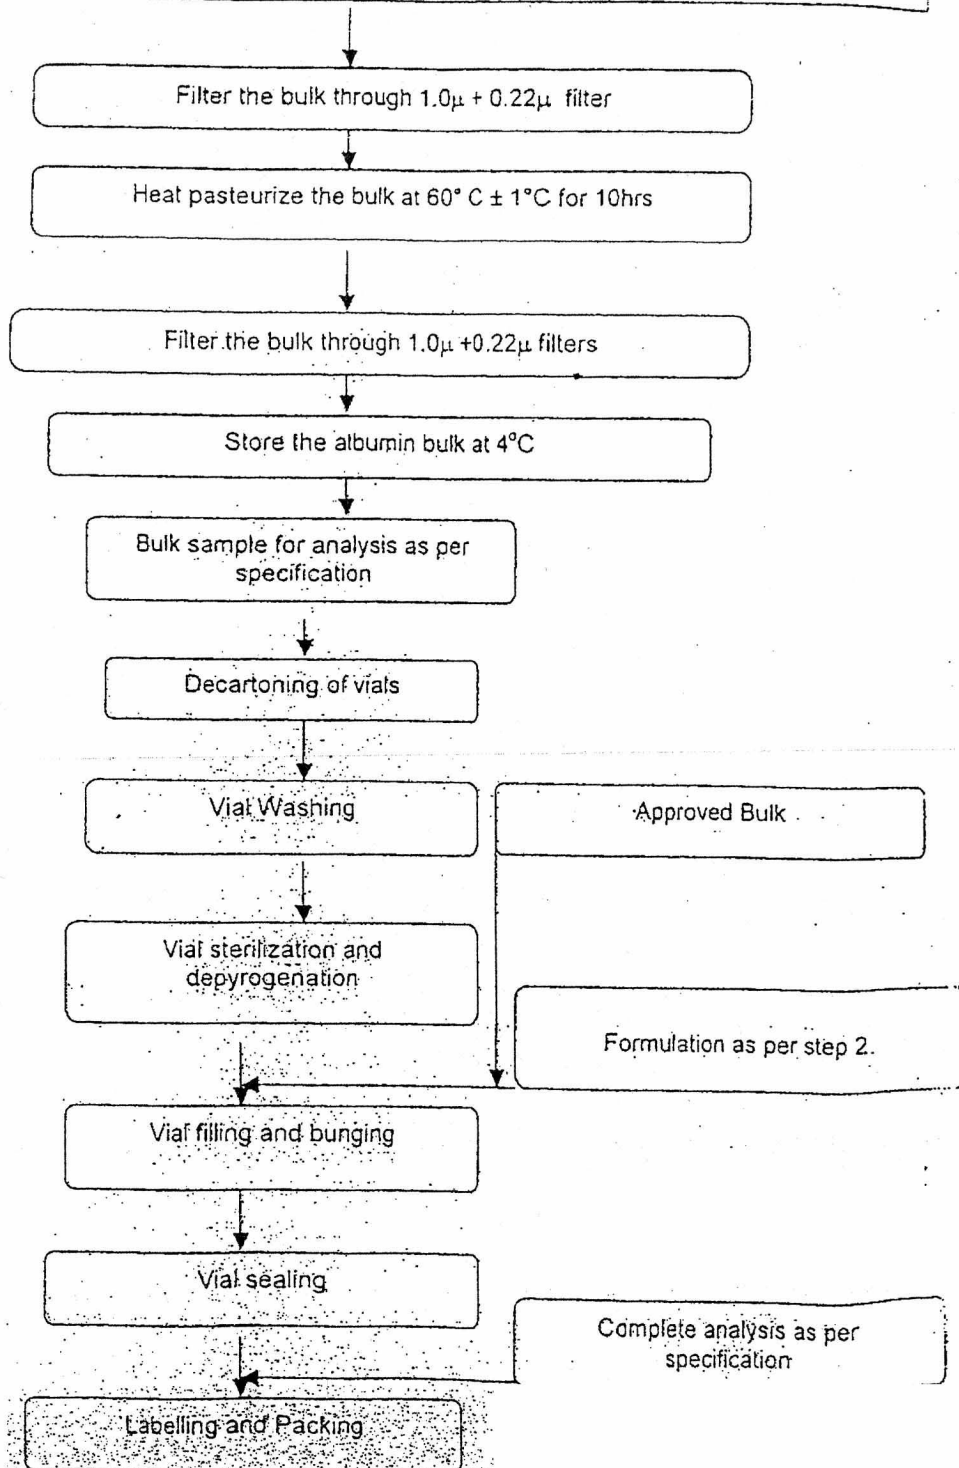 Filter the bulk through 1.0µ + 0.22µ filter
Heat pasteurize the bulk at 60° C ± 1°C for 10hrs
Filter the bulk through 1.0µ +0.22µ filters
Store the albumin bulk at 4°C
Bulk sample for analysis as per
specification
Decartoning of vials
Vial Washing
Approved Bulk
Vial sterilization and
depyrogenation
Formulation as per step 2.
Vial filling and bunging
Vial sealing
Complete analysis as per
specification
Labelling and Packing